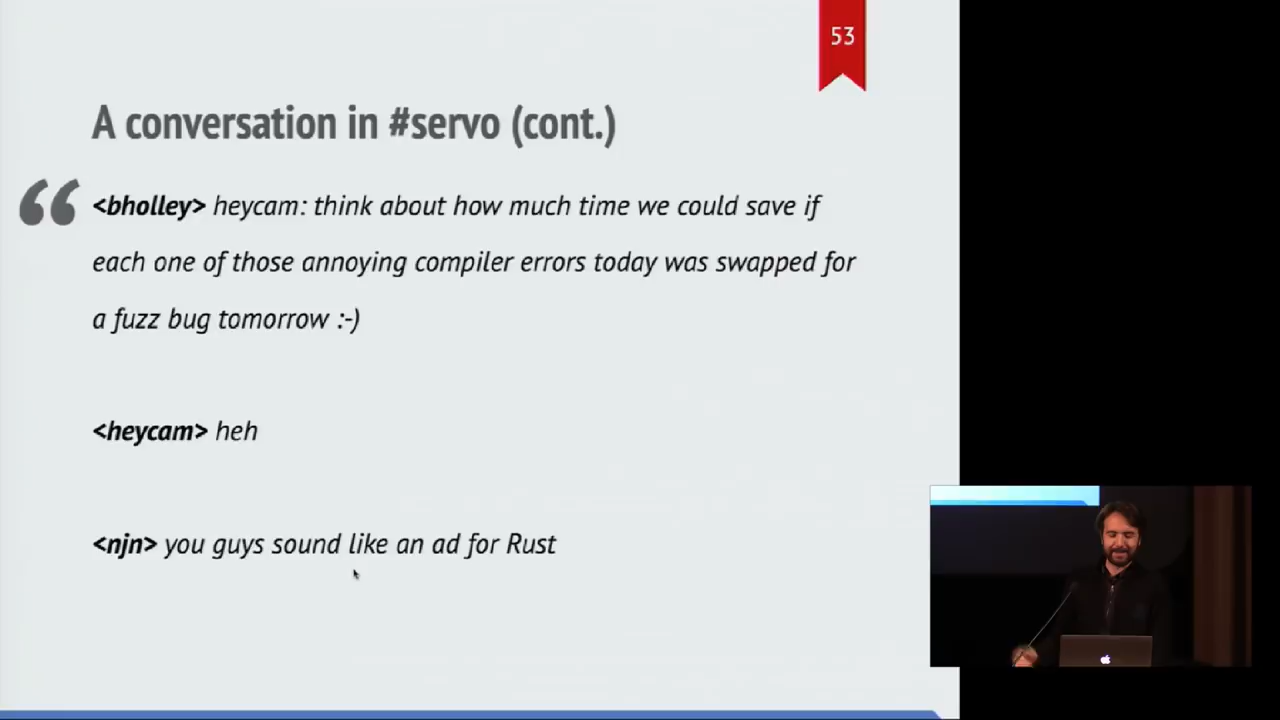 53
A conversation in #servo (cont.)
“ <bholley> heycam: think about how much time we could save if
each one of those annoying compiler errors today was swapped for
a fuzz bug tomorrow :-)
<heycam> heh
<njn> you guys sound like an ad for Rust